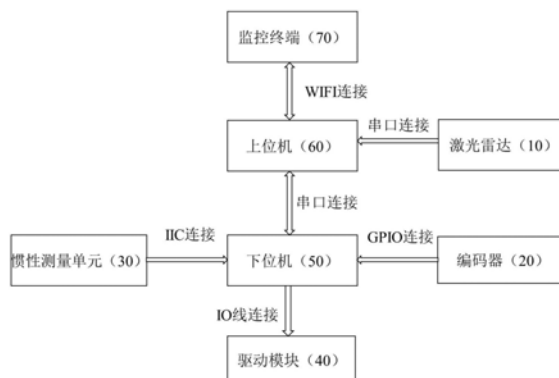 监控终端（70）
WIFI连接
串口连接
上位机（60）
激光雷达（10）
串口连接
IIC连接
GPIO连接
惯性测量单元（30）
下位机（50）
编码器（20）
IO线连接
驱动模块（40）